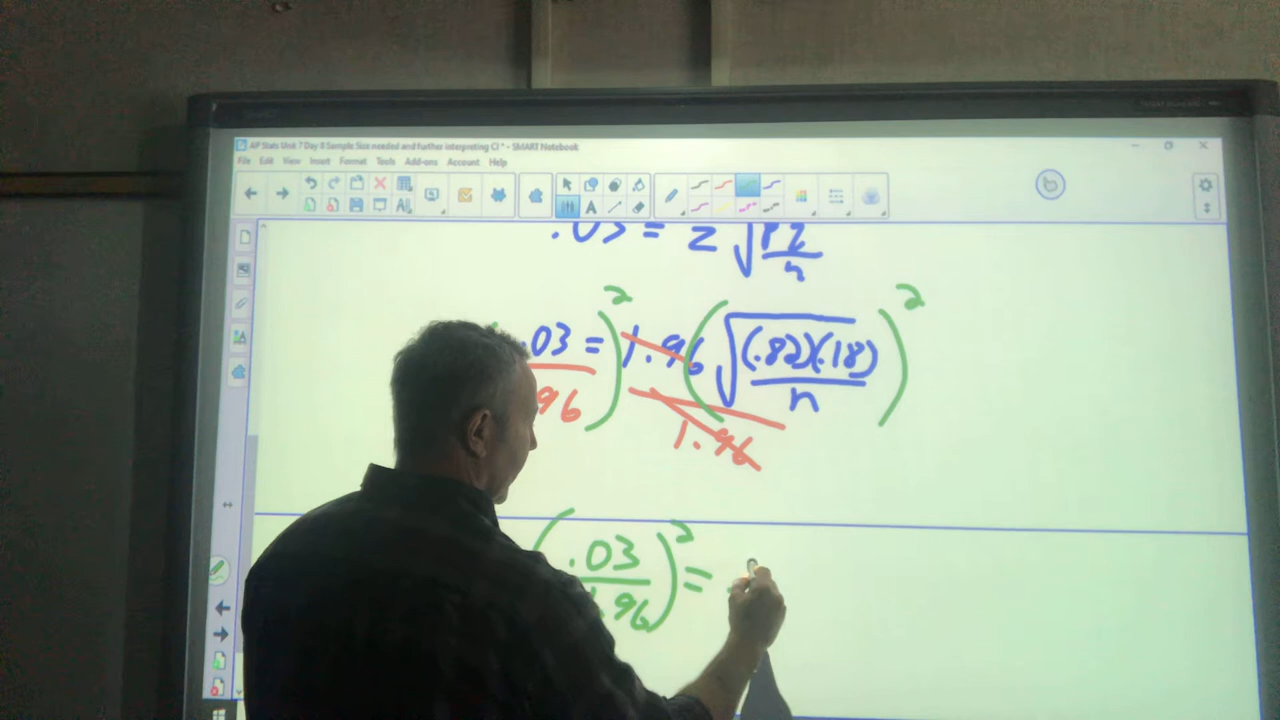 AP Stats Unit 7 Day 8 Sample Size needed and further interpreting CI * - SMART Notebook
File Edit View Insert Format Tools Add-ons Account Help
.03 = z √(pq/n)
.03 = )² 1.96 (√((.82)(.18)/n))²
96 1.96
(.03/1.96)² =